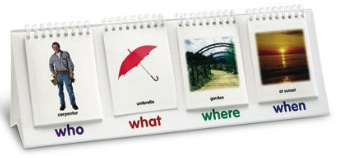 carpenter
umbrella
garden
at sunset
who
what
where
when